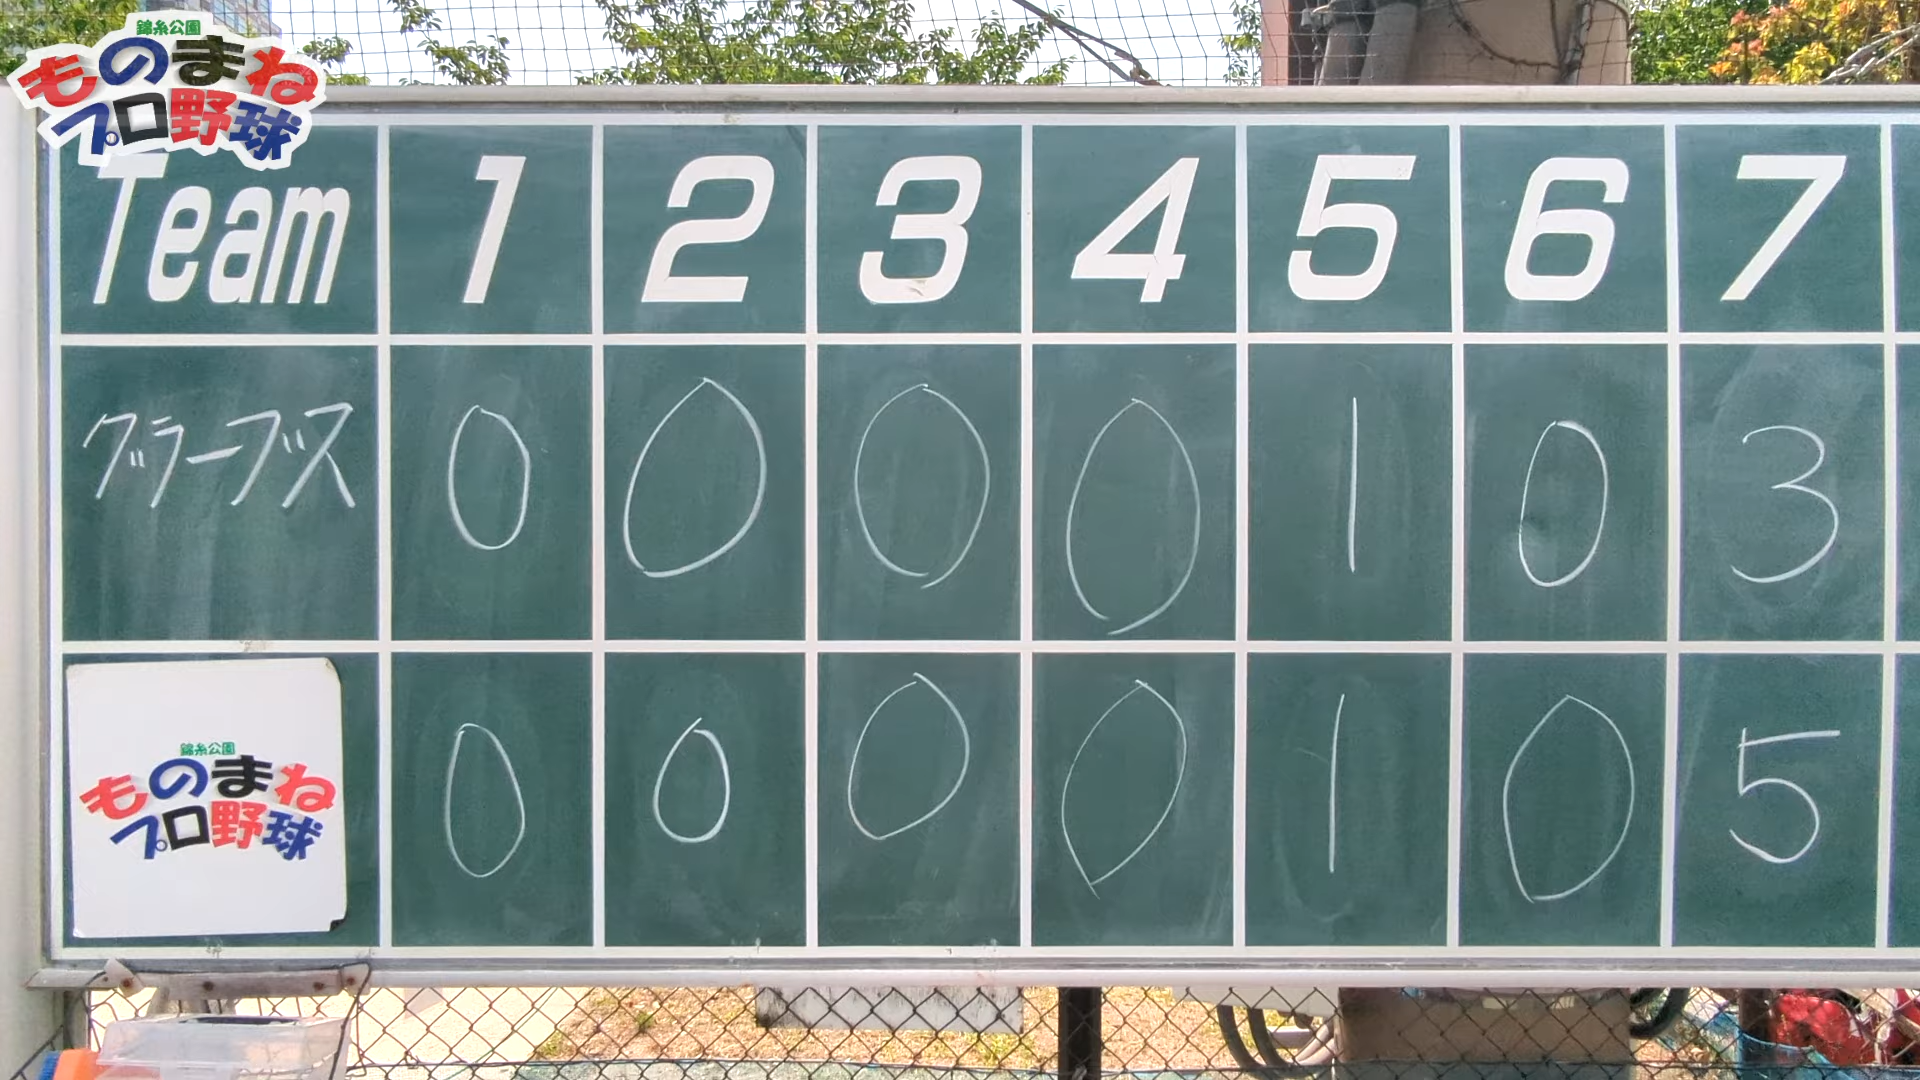 錦糸公園
ものまね
プロ野球
Team 1 2 3 4 5 6 7
グラーブス 0 0 0 0 1 0 3
錦糸公園
ものまね
プロ野球
0 0 0 0 1 0 5